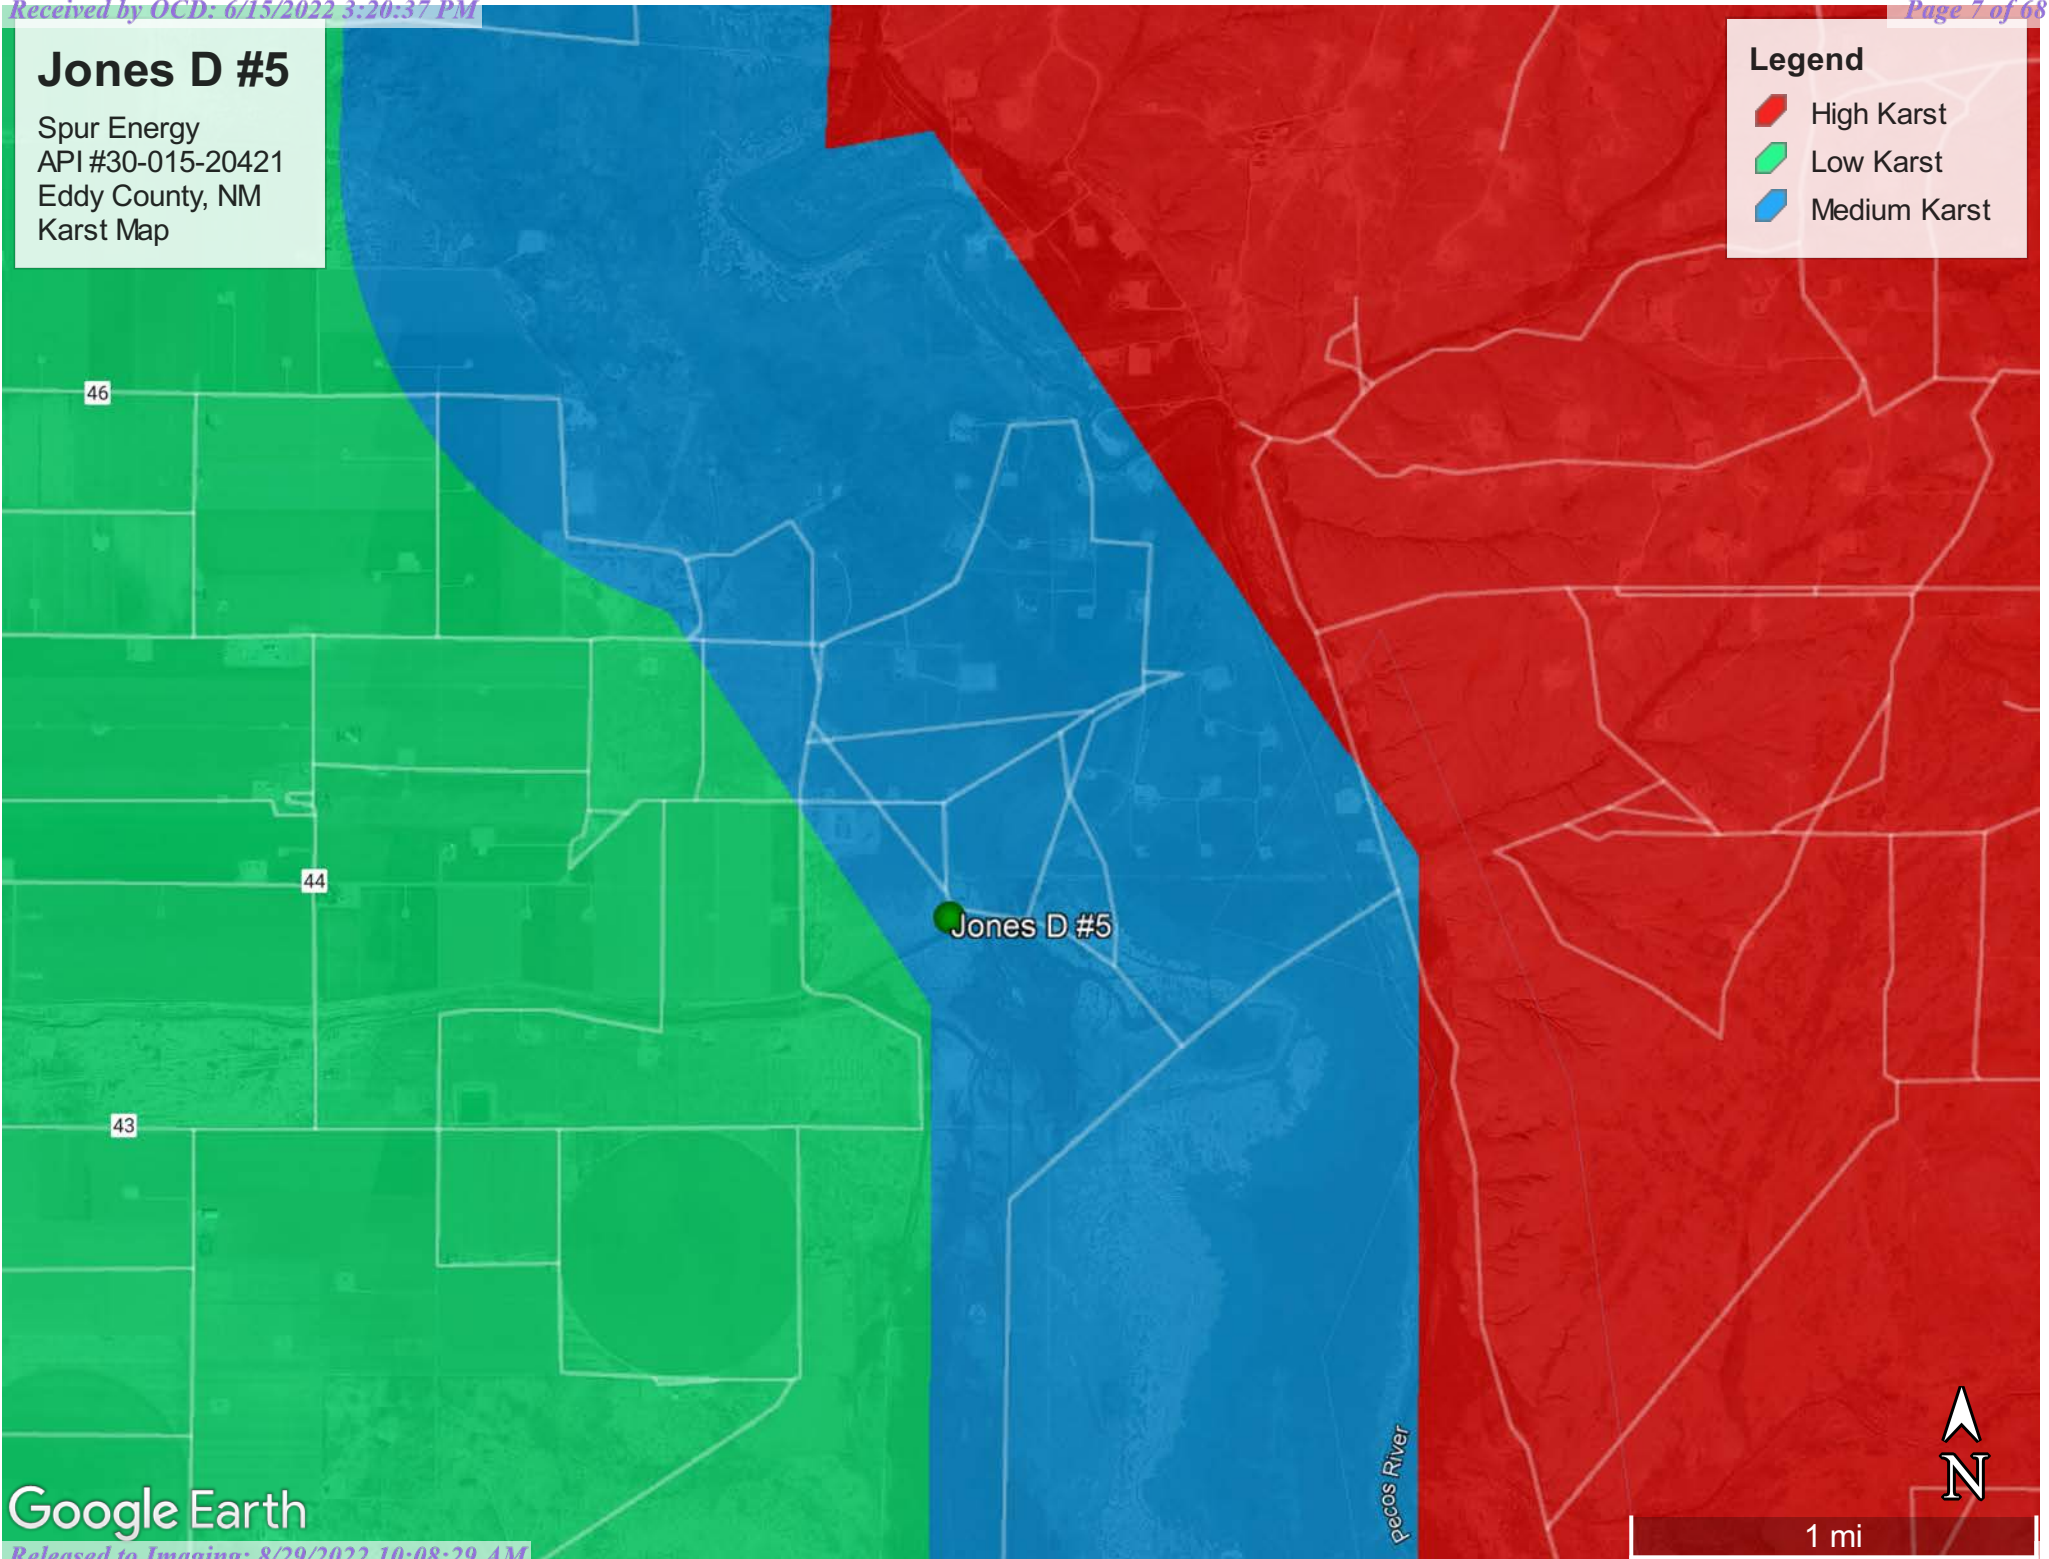 Received by OCD: 6/15/2022 3:20:37 PM
Page 7 of 68
Jones D #5
Spur Energy
API #30-015-20421
Eddy County, NM
Karst Map
Legend
High Karst
Low Karst
Medium Karst
46
44
Jones D #5
43
Pecos River
N
Google Earth
1 mi
Released to Imaging: 8/29/2022 10:08:29 AM